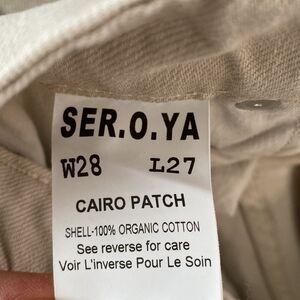 SER.O.YA
W28 L27
CAIRO PATCH
SHELL-100% ORGANIC COTTON
See reverse for care
Voir L'inverse Pour Le Soin